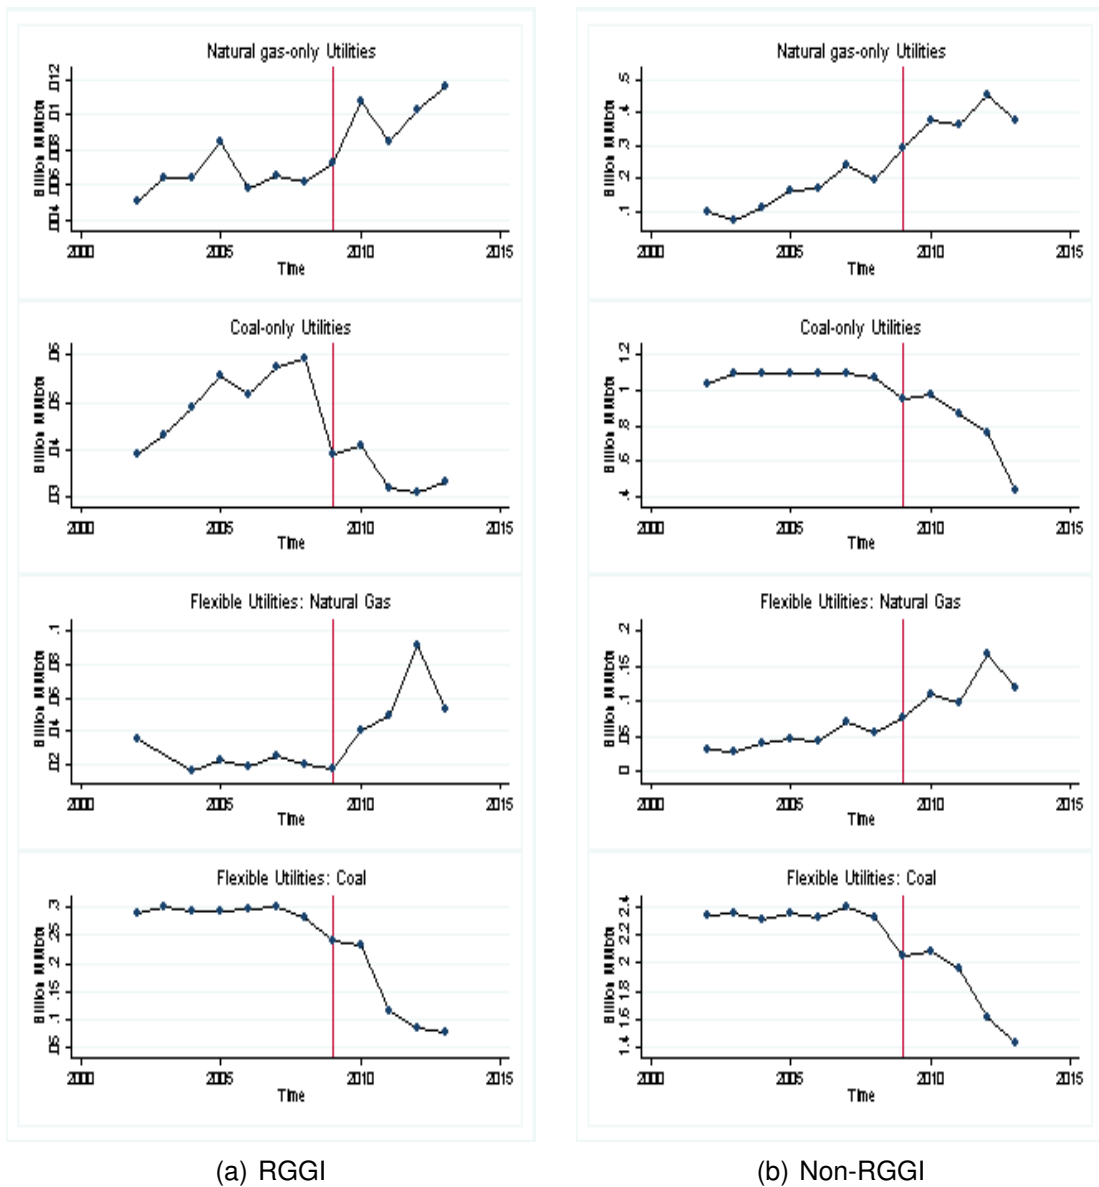 Natural gas-only Utilities
Billion MMbtu
.004 .006 .008 .01 .012
2000 2005 2010 2015
Time
Coal-only Utilities
Billion MMbtu
.03 .04 .05 .06
2000 2005 2010 2015
Time
Flexible Utilities: Natural Gas
Billion MMbtu
.02 .04 .06 .08 .1
2000 2005 2010 2015
Time
Flexible Utilities: Coal
Billion MMbtu
.05 .1 .15 .2 .25 .3
2000 2005 2010 2015
Time
(a) RGGI
Natural gas-only Utilities
Billion MMbtu
.1 .2 .3 .4 .5
2000 2005 2010 2015
Time
Coal-only Utilities
Billion MMbtu
.4 .6 .8 1 1.2
2000 2005 2010 2015
Time
Flexible Utilities: Natural Gas
Billion MMbtu
0 .05 .1 .15 .2
2000 2005 2010 2015
Time
Flexible Utilities: Coal
Billion MMbtu
1.4 1.6 1.8 2 2.2 2.4
2000 2005 2010 2015
Time
(b) Non-RGGI